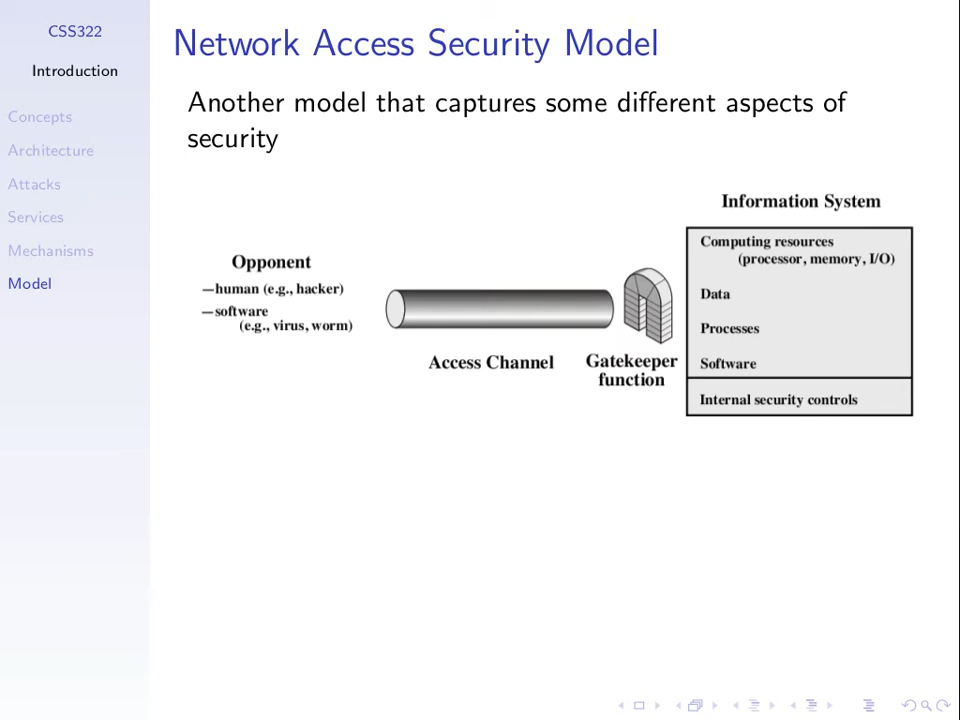 CSS322
Introduction
Concepts
Architecture
Attacks
Services
Mechanisms
Model
Network Access Security Model
Another model that captures some different aspects of
security
Opponent
—human (e.g., hacker)
—software
(e.g., virus, worm)
Access Channel
Gatekeeper
function
Information System
Computing resources
(processor, memory, I/O)
Data
Processes
Software
Internal security controls